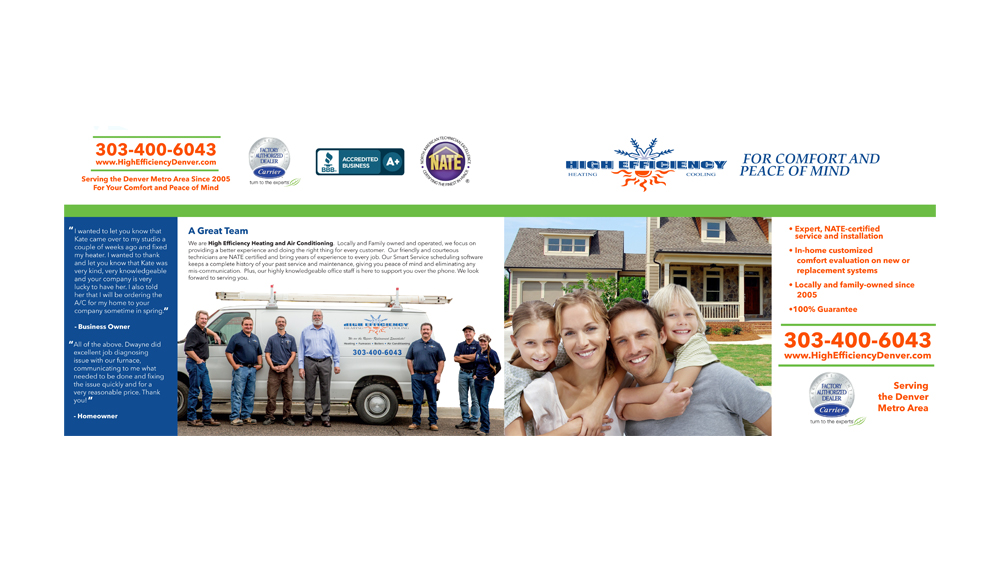 303-400-6043
www.HighEfficiencyDenver.com
Serving the Denver Metro Area Since 2005
For Your Comfort and Peace of Mind
FACTORY
AUTHORIZED
DEALER
Carrier
turn to the experts
BBB.
ACCREDITED
BUSINESS
A+
NORTH AMERICAN TECHNICIAN EXCELLENCE
NATE
CERTIFYING THE FINEST IN HVACR
®
HIGH EFFICIENCY
HEATING COOLING
FOR COMFORT AND
PEACE OF MIND
" I wanted to let you know that
Kate came over to my studio a
couple of weeks ago and fixed
my heater. I wanted to thank
and let you know that Kate was
very kind, very knowledgeable
and your company is very
lucky to have her. I also told
her that I will be ordering the
A/C for my home to your
company sometime in spring."
- Business Owner
"All of the above. Dwayne did
excellent job diagnosing
issue with our furnace,
communicating to me what
needed to be done and fixing
the issue quickly and for a
very reasonable price. Thank
you!"
- Homeowner
A Great Team
We are High Efficiency Heating and Air Conditioning. Locally and Family owned and operated, we focus on
providing a better experience and doing the right thing for every customer. Our friendly and courteous
technicians are NATE certified and bring years of experience to every job. Our Smart Service scheduling software
keeps a complete history of your past service and maintenance, giving you peace of mind and eliminating any
mis-communication. Plus, our highly knowledgeable office staff is here to support you over the phone. We look
forward to serving you.
HIGH EFFICIENCY
Heating • Furnaces • Boilers • Air Conditioning
303-400-6043
• Expert, NATE-certified
service and installation
• In-home customized
comfort evaluation on new or
replacement systems
• Locally and family-owned since
2005
•100% Guarantee
303-400-6043
www.HighEfficiencyDenver.com
FACTORY
AUTHORIZED
DEALER
Carrier
turn to the experts
Serving
the Denver
Metro Area